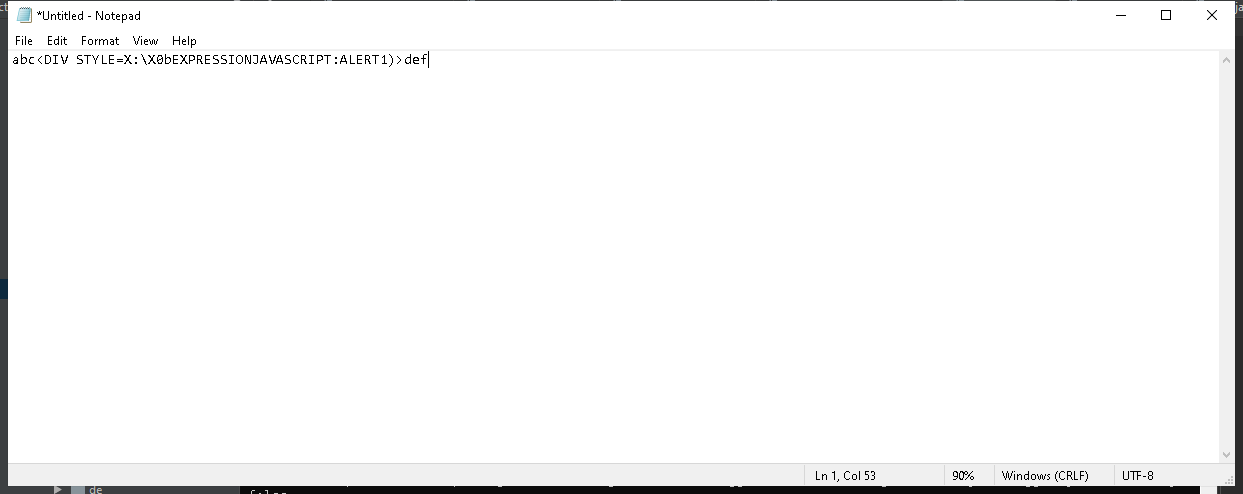 *Untitled - Notepad
File Edit Format View Help
abc<DIV STYLE=X:\X0bEXPRESSIONJAVASCRIPT:ALERT1)>def
Ln 1, Col 53 90% Windows (CRLF) UTF-8
de